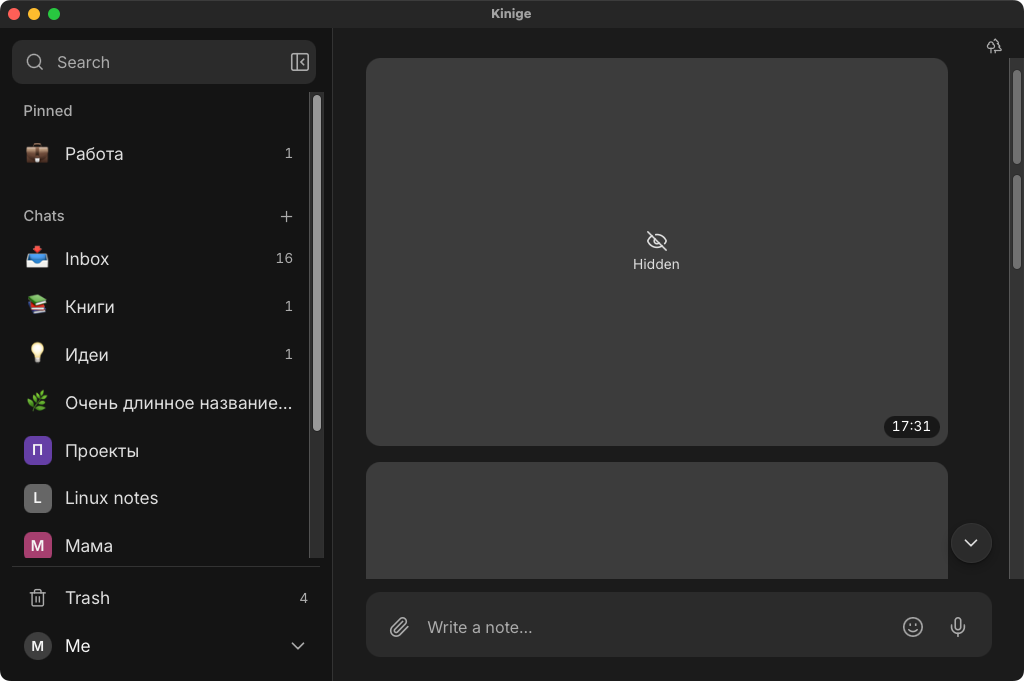 Kinige
Search
Pinned
Работа 1
Chats
Inbox 16
Книги 1
Идеи 1
Очень длинное название...
П Проекты
L Linux notes
М Мама
Trash 4
M Me
Hidden
17:31
Write a note...